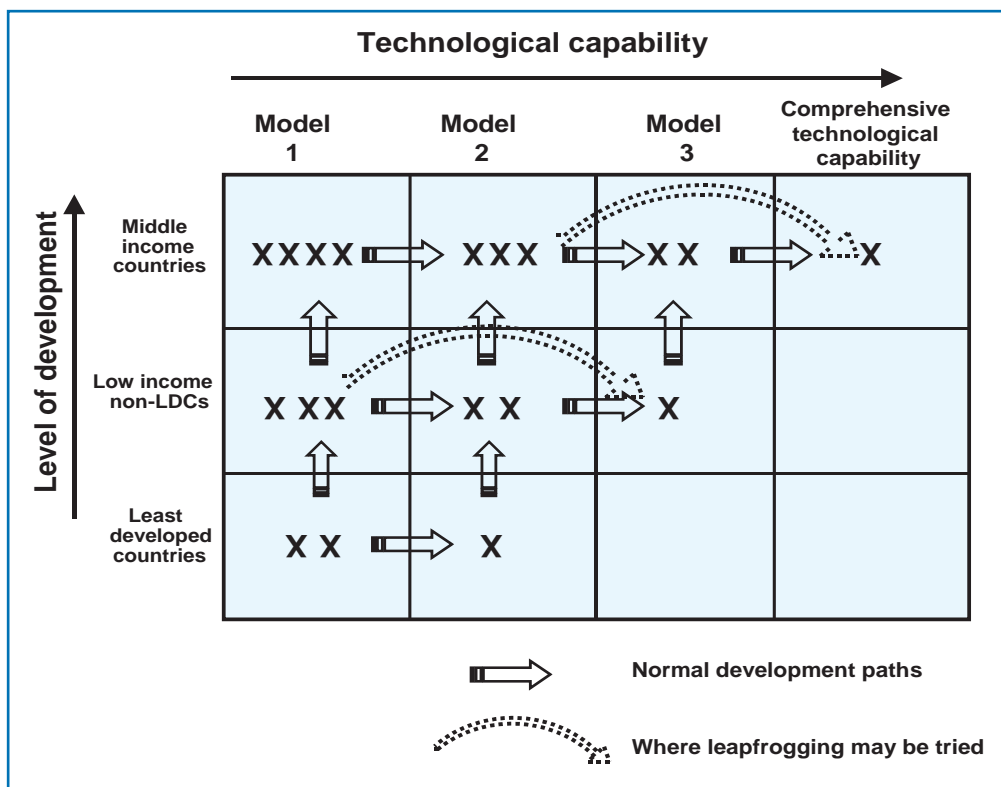 Technological capability
Model
1
Model
2
Model
3
Comprehensive
technological
capability
Level of development
Middle
income
countries
XXXX
XXX
XX
X
Low income
non-LDCs
X XX
X X
X
Least
developed
countries
X X
X
Normal development paths
Where leapfrogging may be tried